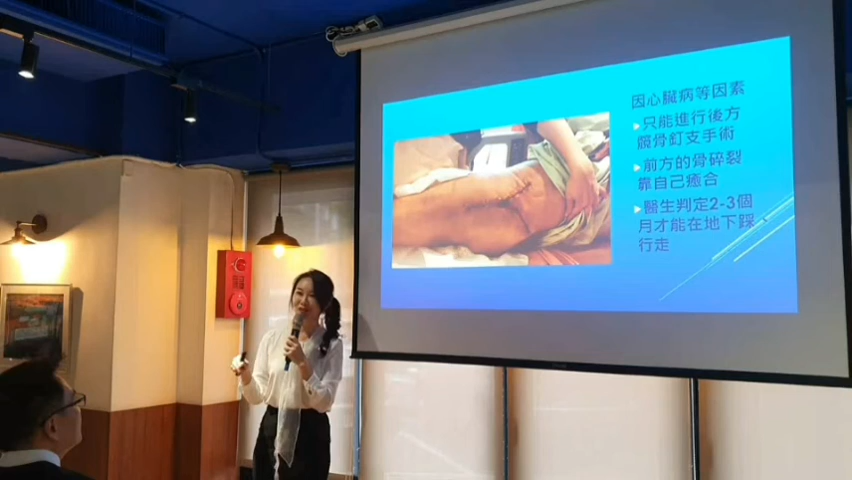 因心臟病等因素
只能進行後方
髖骨釘支手術
前方的骨碎裂
靠自己癒合
醫生判定2-3個
月才能在地下踩
行走